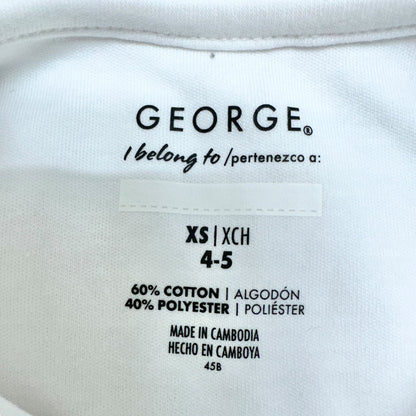 GEORGE®
I belong to/pertenezco a:
XS|XCH
4-5
60% COTTON | ALGODÓN
40% POLYESTER | POLIÉSTER
MADE IN CAMBODIA
HECHO EN CAMBOYA
45B